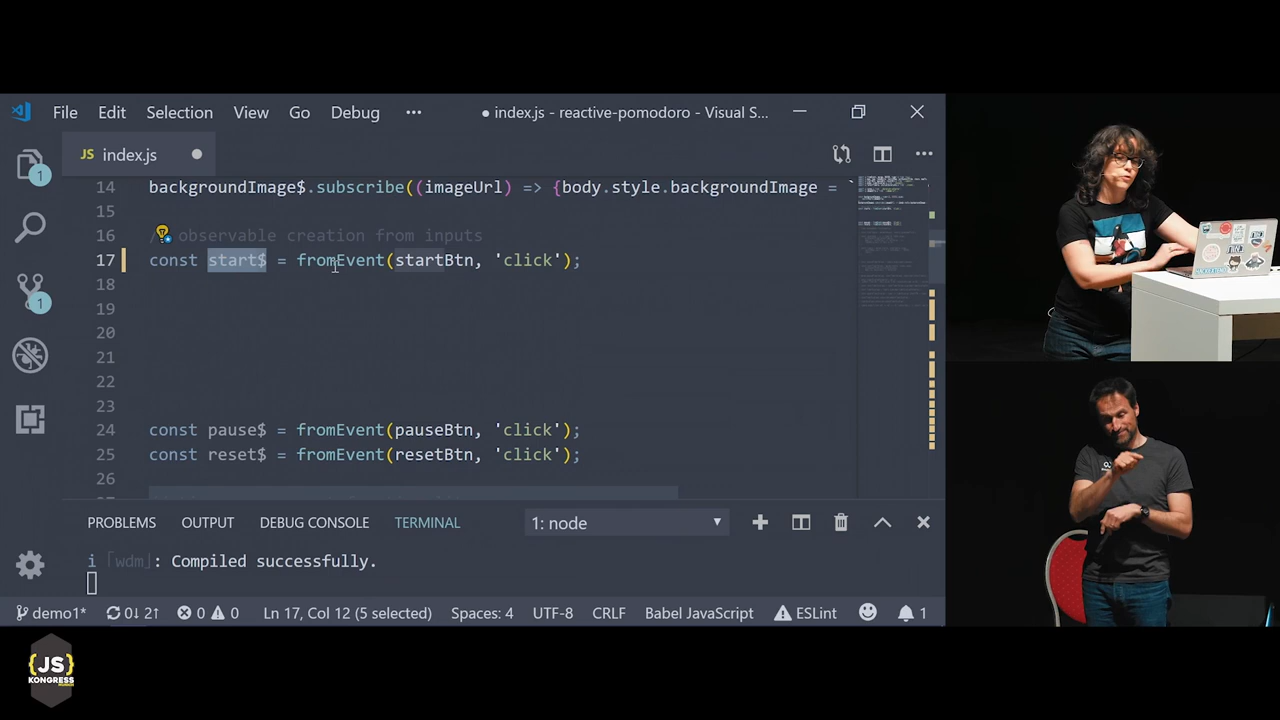 File Edit Selection View Go Debug ··· ● index.js - reactive-pomodoro - Visual S...
JS index.js ●
1
1
14 backgroundImage$.subscribe((imageUrl) => {body.style.backgroundImage = `
15
16 observable creation from inputs
17 const start$ = fromEvent(startBtn, 'click');
18
19
20
21
22
23
24 const pause$ = fromEvent(pauseBtn, 'click');
25 const reset$ = fromEvent(resetBtn, 'click');
26
PROBLEMS OUTPUT DEBUG CONSOLE TERMINAL 1: node
i ｢wdm｣: Compiled successfully.
demo1* 0↓ 2↑ 0 0 Ln 17, Col 12 (5 selected) Spaces: 4 UTF-8 CRLF Babel JavaScript ESLint 1
{JS}
KONGRESS